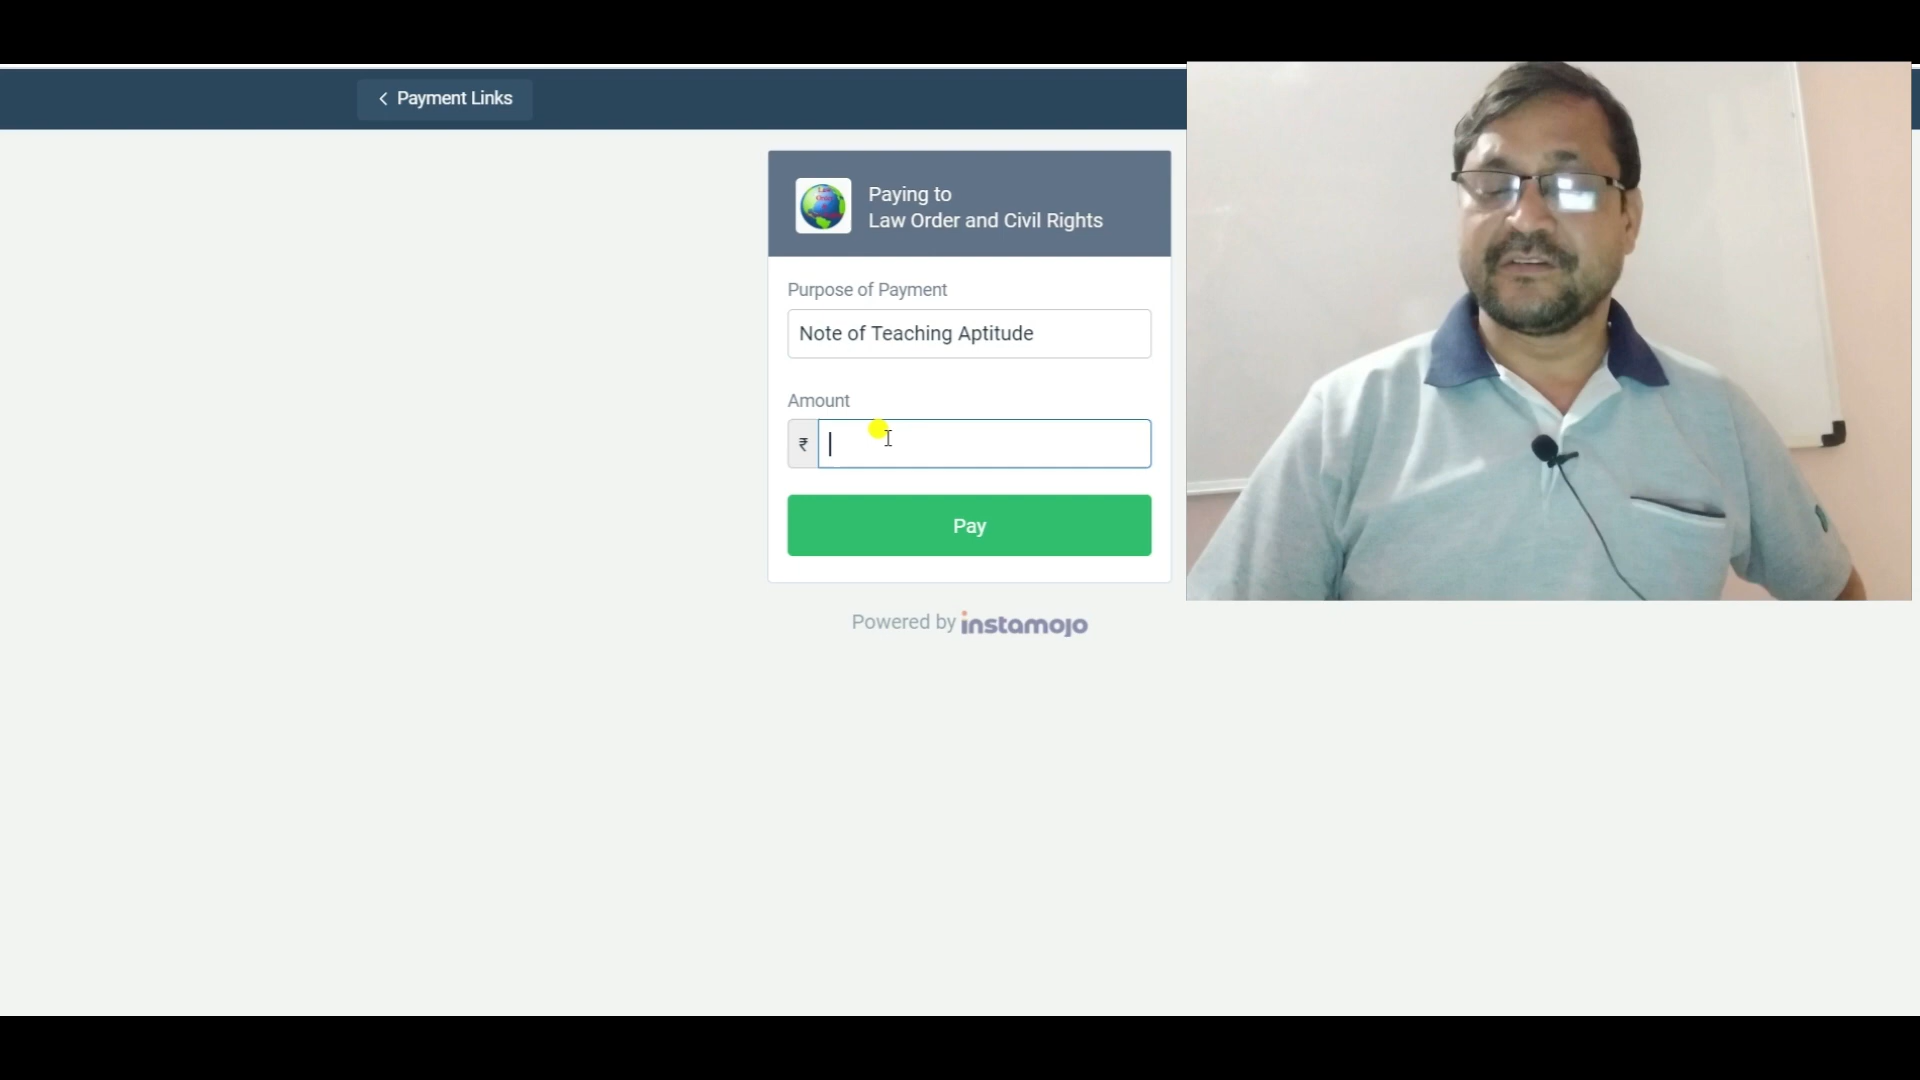 Payment Links
Paying to
Law Order and Civil Rights
Purpose of Payment
Note of Teaching Aptitude
Amount
₹
Pay
Powered by instamojo